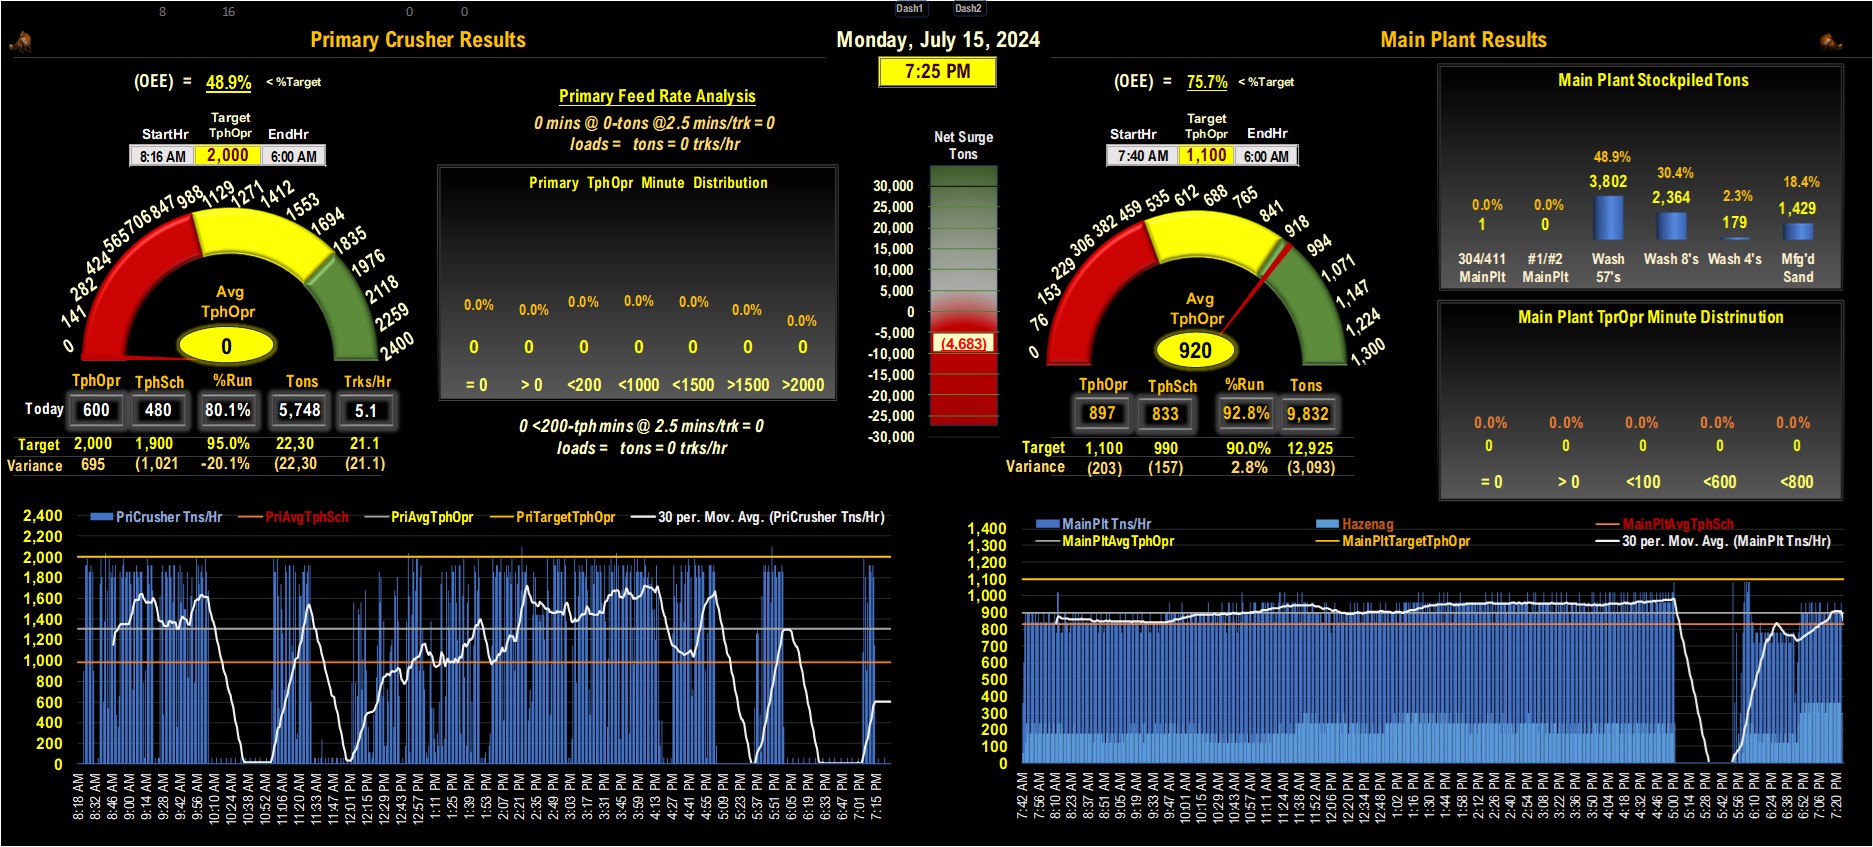 8 16 0 0
Dash1 Dash2
Primary Crusher Results
Monday, July 15, 2024
Main Plant Results
7:25 PM
(OEE) = 48.9% < %Target
StartHr Target TphOpr EndHr
8:16 AM 2,000 6:00 AM
0 141 282 424 565 706 847 988 1129 1271 1412 1553 1694 1835 1976 2118 2259 2400
Avg
TphOpr
0
TphOpr TphSch %Run Tons Trks/Hr
Today 600 480 80.1% 5,748 5.1
Target 2,000 1,900 95.0% 22,30 21.1
Variance 695 (1,021 -20.1% (22,30 (21.1)
Primary Feed Rate Analysis
0 mins @ 0-tons @2.5 mins/trk = 0
loads = tons = 0 trks/hr
Primary TphOpr Minute Distribution
0.0% 0.0% 0.0% 0.0% 0.0% 0.0% 0.0%
0 0 0 0 0 0 0
= 0 > 0 <200 <1000 <1500 >1500 >2000
0 <200-tph mins @ 2.5 mins/trk = 0
loads = tons = 0 trks/hr
Net Surge
Tons
30,000
25,000
20,000
15,000
10,000
5,000
0
-5,000
(4,683)
-10,000
-15,000
-20,000
-25,000
-30,000
(OEE) = 75.7% < %Target
StartHr Target TphOpr EndHr
7:40 AM 1,100 6:00 AM
0 76 153 229 306 382 459 535 612 688 765 841 918 994 1,071 1,147 1,224 1,300
Avg
TphOpr
920
TphOpr TphSch %Run Tons
897 833 92.8% 9,832
Target 1,100 990 90.0% 12,925
Variance (203) (157) 2.8% (3,093)
Main Plant Stockpiled Tons
0.0% 0.0% 48.9% 30.4% 2.3% 18.4%
1 0 3,802 2,364 179 1,429
304/411 #1/#2 Wash Wash 8's Wash 4's Mfg'd
MainPlt MainPlt 57's Sand
Main Plant TprOpr Minute Distrinution
0.0% 0.0% 0.0% 0.0% 0.0%
0 0 0 0 0
= 0 > 0 <100 <600 <800
PriCrusher Tns/Hr PriAvgTphSch PriAvgTphOpr PriTargetTphOpr 30 per. Mov. Avg. (PriCrusher Tns/Hr)
2,400
2,200
2,000
1,800
1,600
1,400
1,200
1,000
800
600
400
200
0
8:18 AM 8:32 AM 8:46 AM 9:00 AM 9:14 AM 9:28 AM 9:42 AM 9:56 AM 10:10 AM 10:24 AM 10:38 AM 10:52 AM 11:06 AM 11:20 AM 11:33 AM 11:47 AM 12:01 PM 12:15 PM 12:29 PM 12:43 PM 12:57 PM 1:11 PM 1:25 PM 1:39 PM 1:53 PM 2:07 PM 2:21 PM 2:35 PM 2:49 PM 3:03 PM 3:17 PM 3:31 PM 3:45 PM 3:59 PM 4:13 PM 4:27 PM 4:41 PM 4:55 PM 5:09 PM 5:23 PM 5:37 PM 5:51 PM 6:05 PM 6:19 PM 6:33 PM 6:47 PM 7:01 PM 7:15 PM
MainPlt Tns/Hr Hazenag MainPltAvgTphSch
MainPltAvgTphOpr MainPltTargetTphOpr 30 per. Mov. Avg. (MainPlt Tns/Hr)
1,400
1,300
1,200
1,100
1,000
900
800
700
600
500
400
300
200
100
0
7:42 AM 7:56 AM 8:10 AM 8:23 AM 8:37 AM 8:51 AM 9:05 AM 9:19 AM 9:33 AM 9:47 AM 10:01 AM 10:15 AM 10:29 AM 10:43 AM 10:57 AM 11:11 AM 11:24 AM 11:38 AM 11:52 AM 12:06 PM 12:20 PM 12:34 PM 12:48 PM 1:02 PM 1:16 PM 1:30 PM 1:44 PM 1:58 PM 2:12 PM 2:26 PM 2:40 PM 2:54 PM 3:08 PM 3:22 PM 3:36 PM 3:50 PM 4:04 PM 4:18 PM 4:32 PM 4:46 PM 5:00 PM 5:14 PM 5:28 PM 5:42 PM 5:56 PM 6:10 PM 6:24 PM 6:38 PM 6:52 PM 7:06 PM 7:20 PM